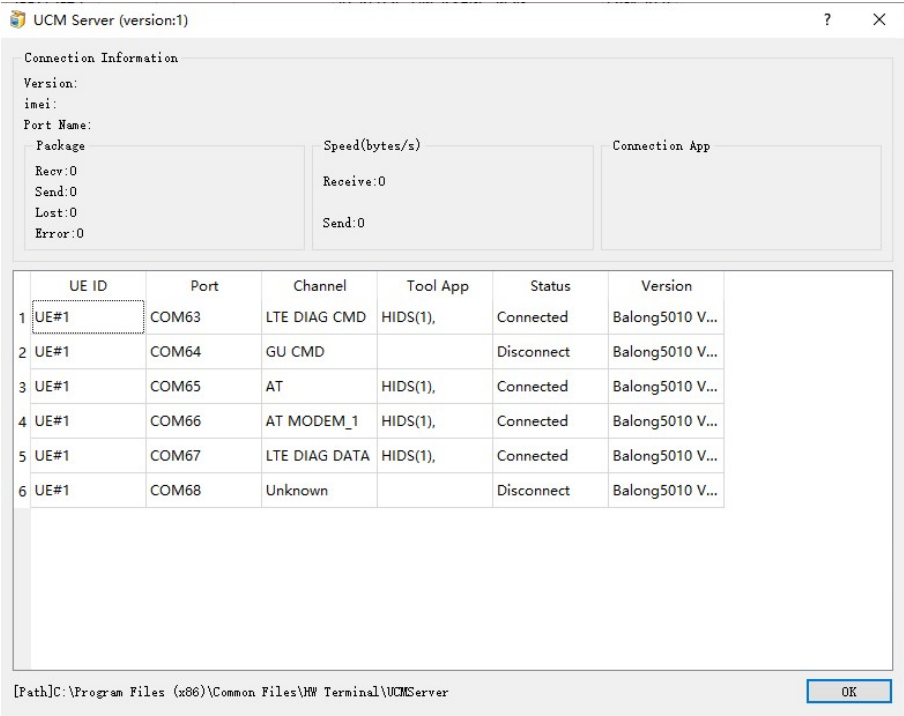 UCM Server (version:1) ?
Connection Information
Version:
imei:
Port Name:
Package Speed(bytes/s) Connection App
Recv:0
Send:0
Lost:0
Error:0
Receive:0
Send:0
UE ID Port Channel Tool App Status Version
1 UE#1 COM63 LTE DIAG CMD HIDS(1), Connected Balong5010 V...
2 UE#1 COM64 GU CMD Disconnect Balong5010 V...
3 UE#1 COM65 AT HIDS(1), Connected Balong5010 V...
4 UE#1 COM66 AT MODEM_1 HIDS(1), Connected Balong5010 V...
5 UE#1 COM67 LTE DIAG DATA HIDS(1), Connected Balong5010 V...
6 UE#1 COM68 Unknown Disconnect Balong5010 V...
[Path]C:\Program Files (x86)\Common Files\HW Terminal\UCMServer OK